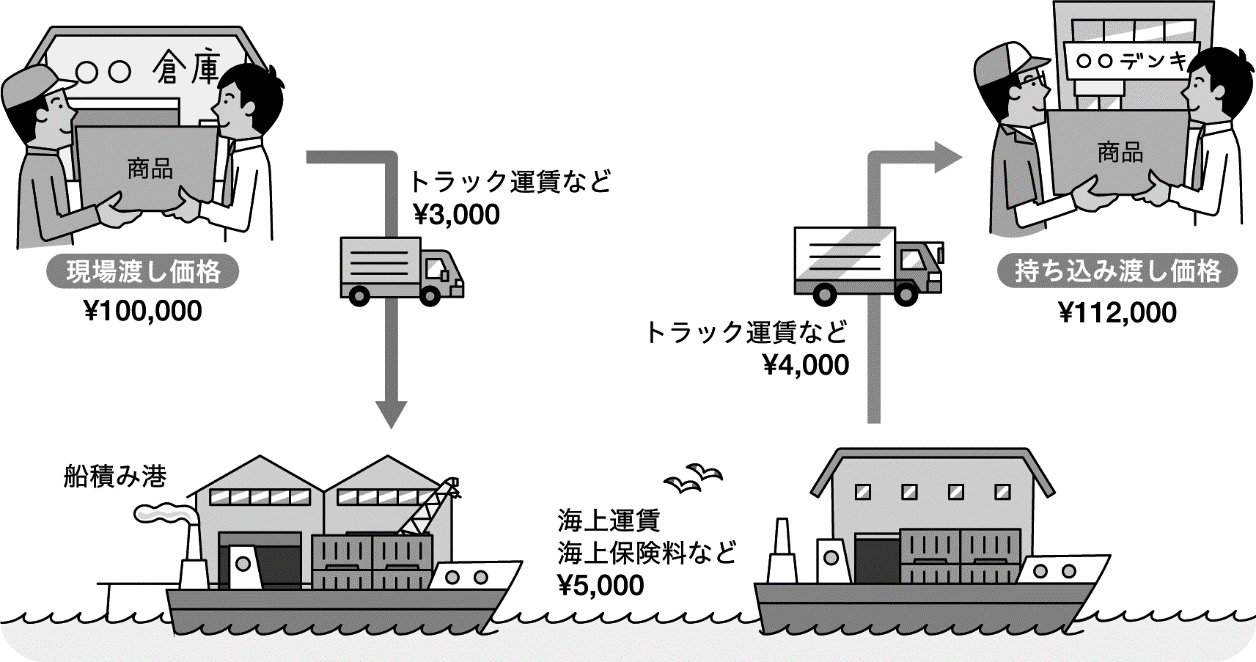 ○○ 倉庫
商品
現場渡し価格
¥100,000
トラック運賃など
¥3,000
船積み港
海上運賃
海上保険料など
¥5,000
トラック運賃など
¥4,000
○○デンキ
商品
持ち込み渡し価格
¥112,000